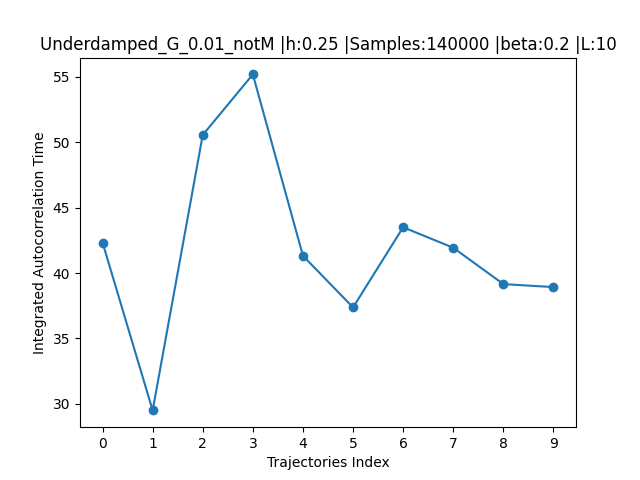 Underdamped_G_0.01_notM |h:0.25 |Samples:140000 |beta:0.2 |L:10
Integrated Autocorrelation Time
55
50
45
40
35
30
0 1 2 3 4 5 6 7 8 9
Trajectories Index